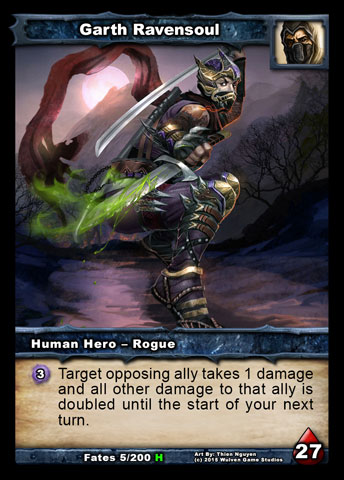 Garth Ravensoul
Human Hero – Rogue
3 Target opposing ally takes 1 damage
and all other damage to that ally is
doubled until the start of your next
turn.
Fates 5/200 H
Art By: Thien Nguyen
(c) 2015 Wulven Game Studios
27